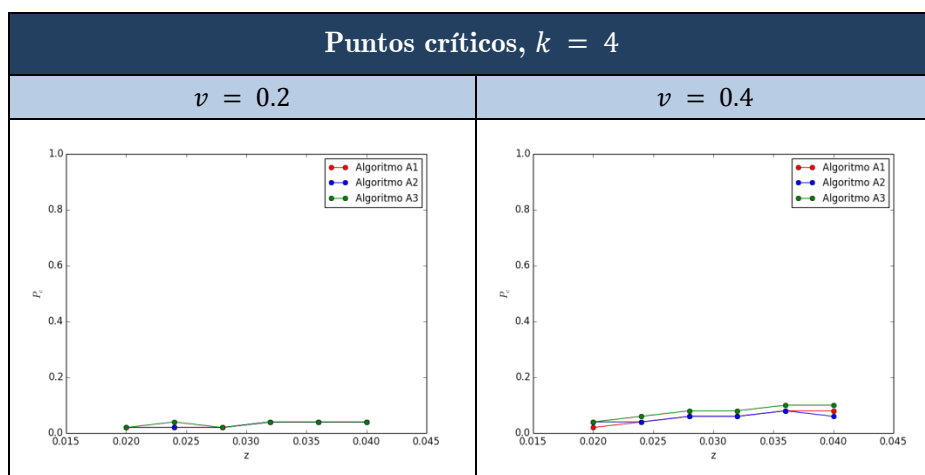 Puntos críticos, k = 4
v = 0.2
v = 0.4
1.0
0.8
0.6
0.4
0.2
0.0
0.015
0.020
0.025
0.030
0.035
0.040
0.045
P_c
z
Algoritmo A1
Algoritmo A2
Algoritmo A3
1.0
0.8
0.6
0.4
0.2
0.0
0.015
0.020
0.025
0.030
0.035
0.040
0.045
P_c
z
Algoritmo A1
Algoritmo A2
Algoritmo A3